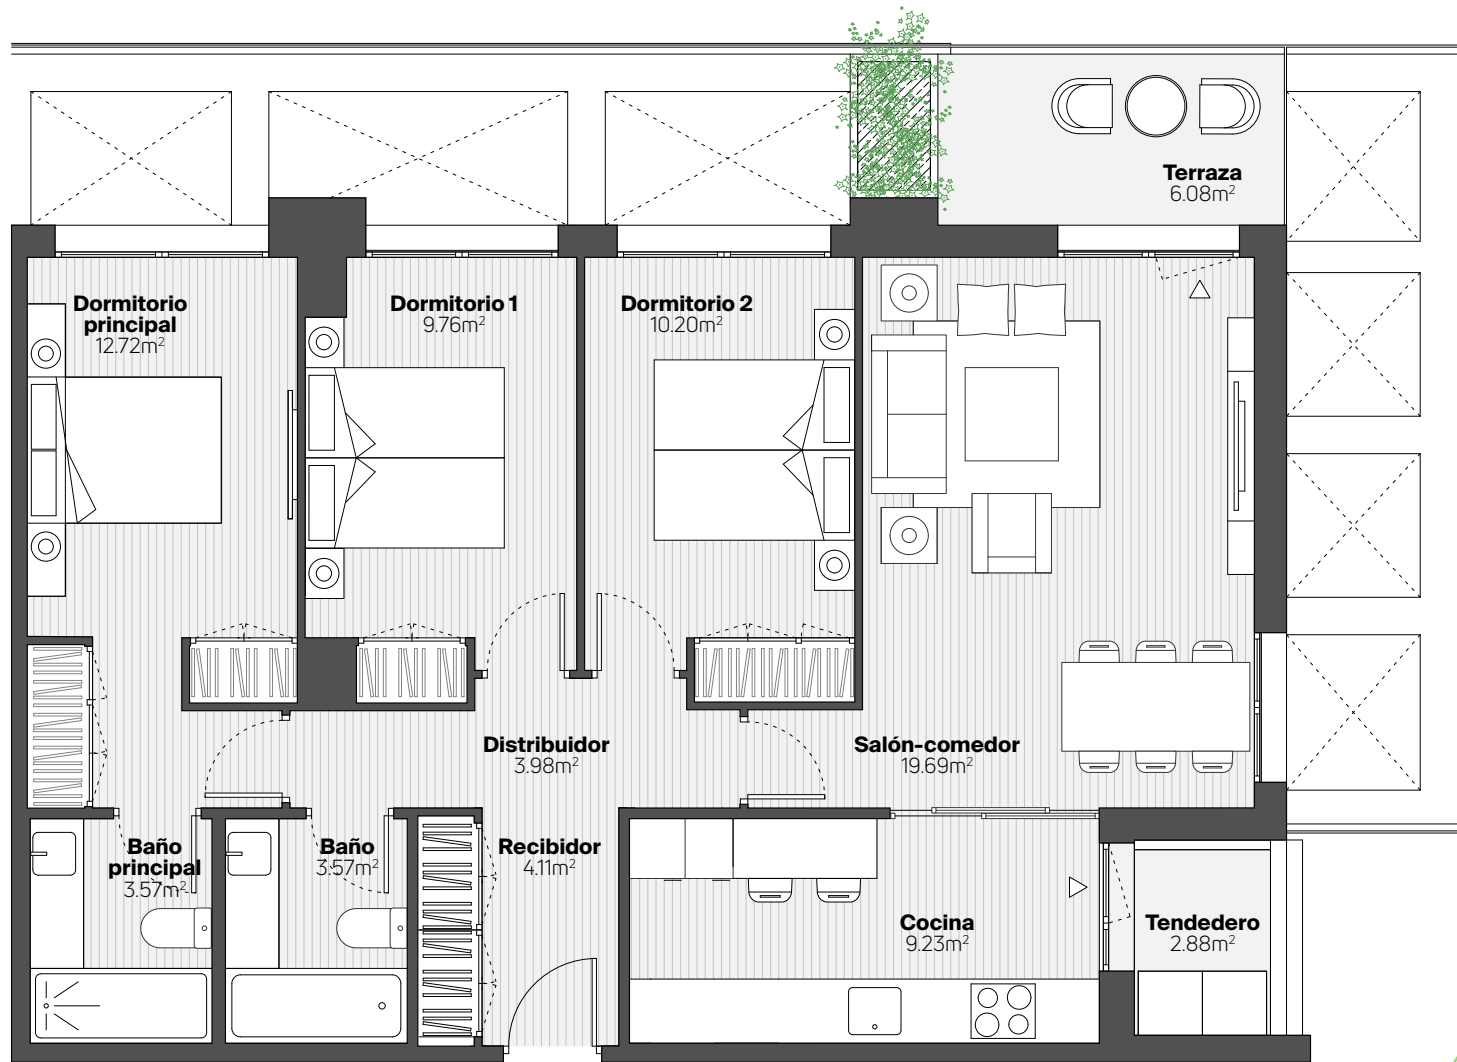 Terraza
6.08m²
Dormitorio
principal
12.72m²
Dormitorio 1
9.76m²
Dormitorio 2
10.20m²
Distribuidor
3.98m²
Salón-comedor
19.69m²
Baño
principal
3.57m²
Baño
3.57m²
Recibidor
4.11m²
Cocina
9.23m²
Tendedero
2.88m²